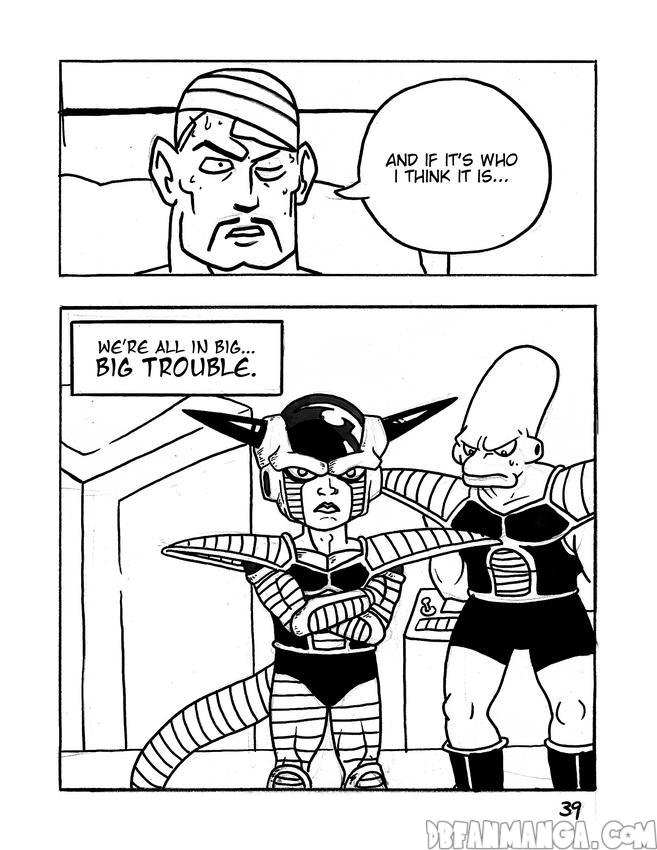 AND IF IT'S WHO
I THINK IT IS...
WE'RE ALL IN BIG...
BIG TROUBLE.
39
DBFANMANGA.COM